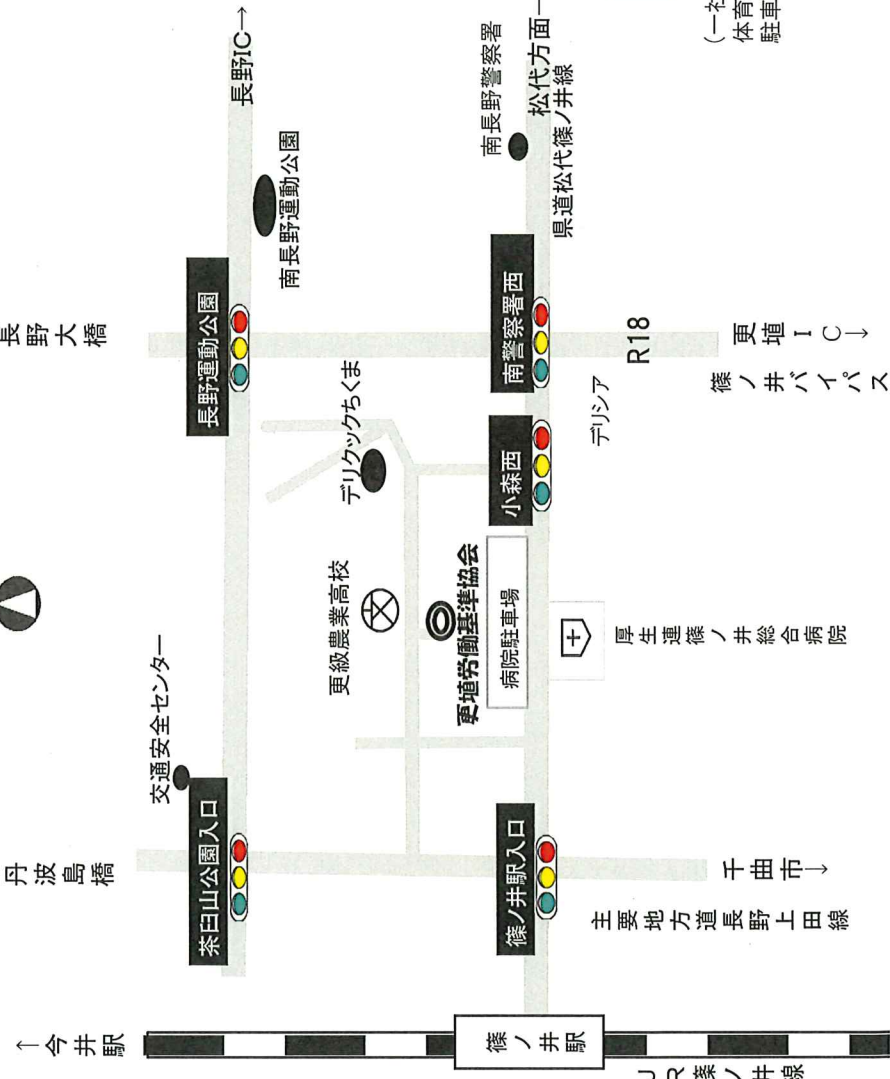 ↑今井駅
丹波島橋
長野大橋
交通安全センター
茶臼山公園入口
長野運動公園
長野IC→
南長野運動公園
更級農業高校
デリクックちくま
更埴労働基準協会
病院駐車場
南長野警察署
篠ノ井駅
篠ノ井駅入口
小森西
南警察署西
松代方面
県道松代篠ノ井線
厚生連篠ノ井総合病院
デリシア
R18
JR篠ノ井線
主要地方道長野上田線
千曲市→
篠ノ井バイパス
更埴IC→
(一社
体育
駐車